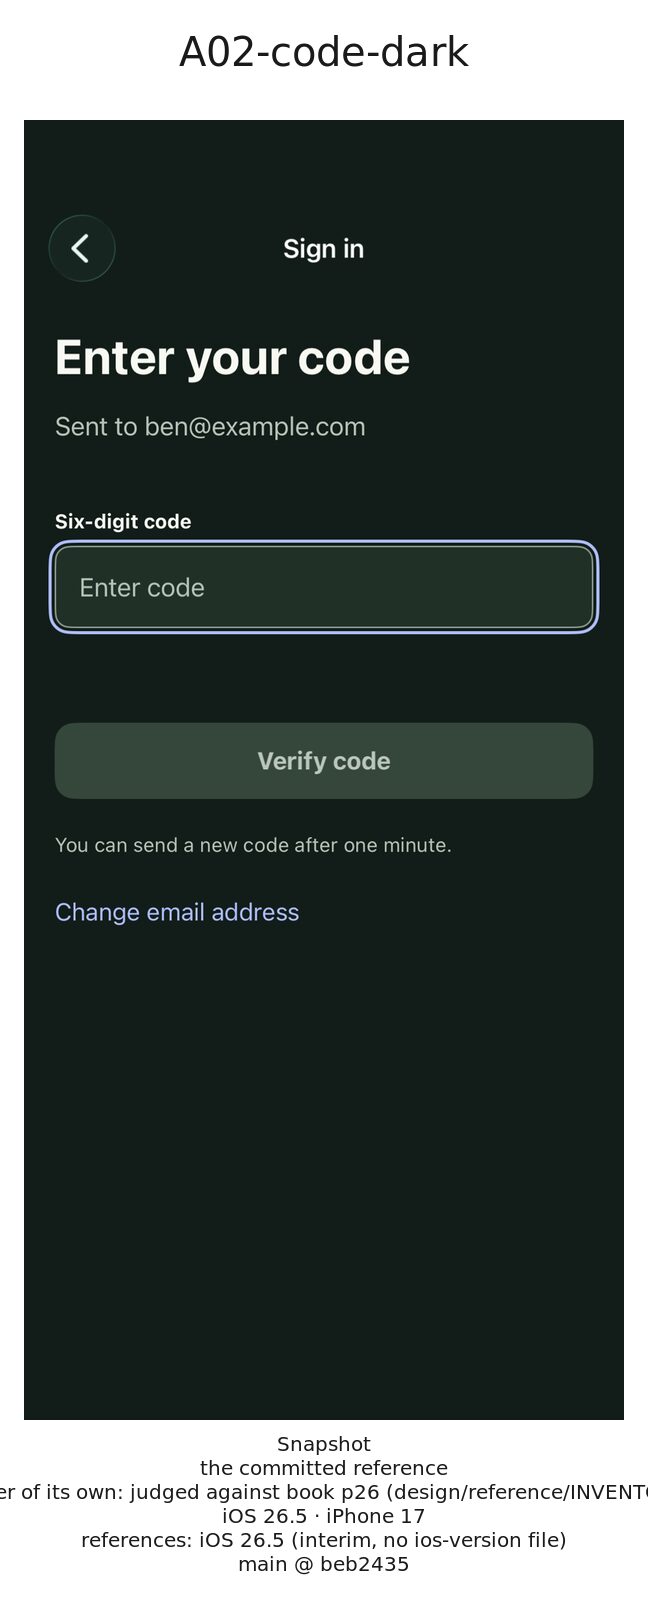 A02-code-dark
Sign in
Enter your code
Sent to ben@example.com
Six-digit code
Enter code
Verify code
You can send a new code after one minute.
Change email address
Snapshot
the committed reference
of its own: judged against book p26 (design/reference/
iOS 26.5 · iPhone 17
references: iOS 26.5 (interim, no ios-version file)
main @ beb2435